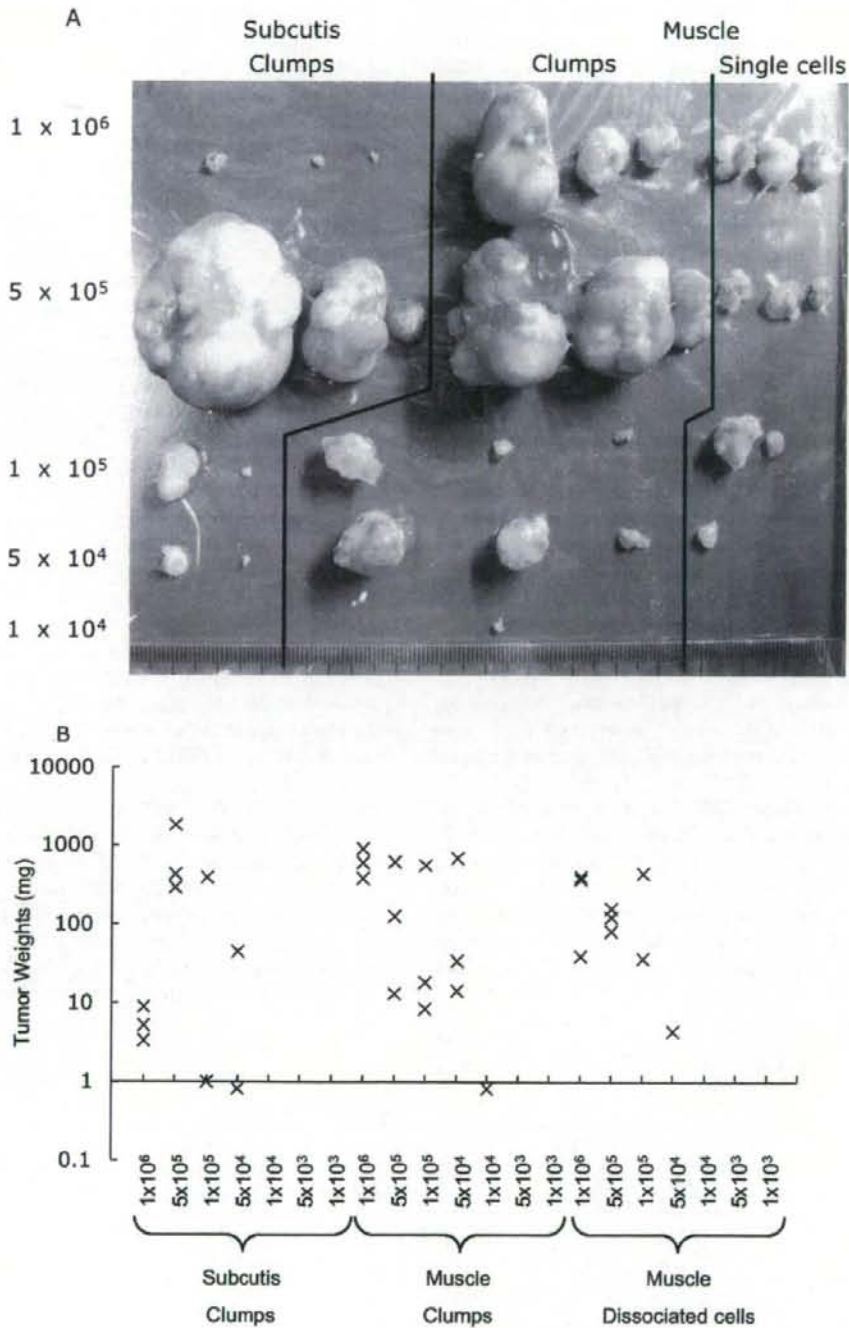 A
Subcutis
Muscle
Clumps
Clumps
Single cells
1 x 10⁶
5 x 10⁵
1 x 10⁵
5 x 10⁴
1 x 10⁴
B
10000
1000
100
10
1
0.1
Tumor Weights (mg)
1x10⁶
5x10⁵
1x10⁵
5x10⁴
1x10⁴
5x10³
1x10³
1x10⁶
5x10⁵
1x10⁵
5x10⁴
1x10⁴
5x10³
1x10³
1x10⁶
5x10⁵
1x10⁵
5x10⁴
1x10⁴
5x10³
1x10³
Subcutis
Clumps
Muscle
Clumps
Muscle
Dissociated cells